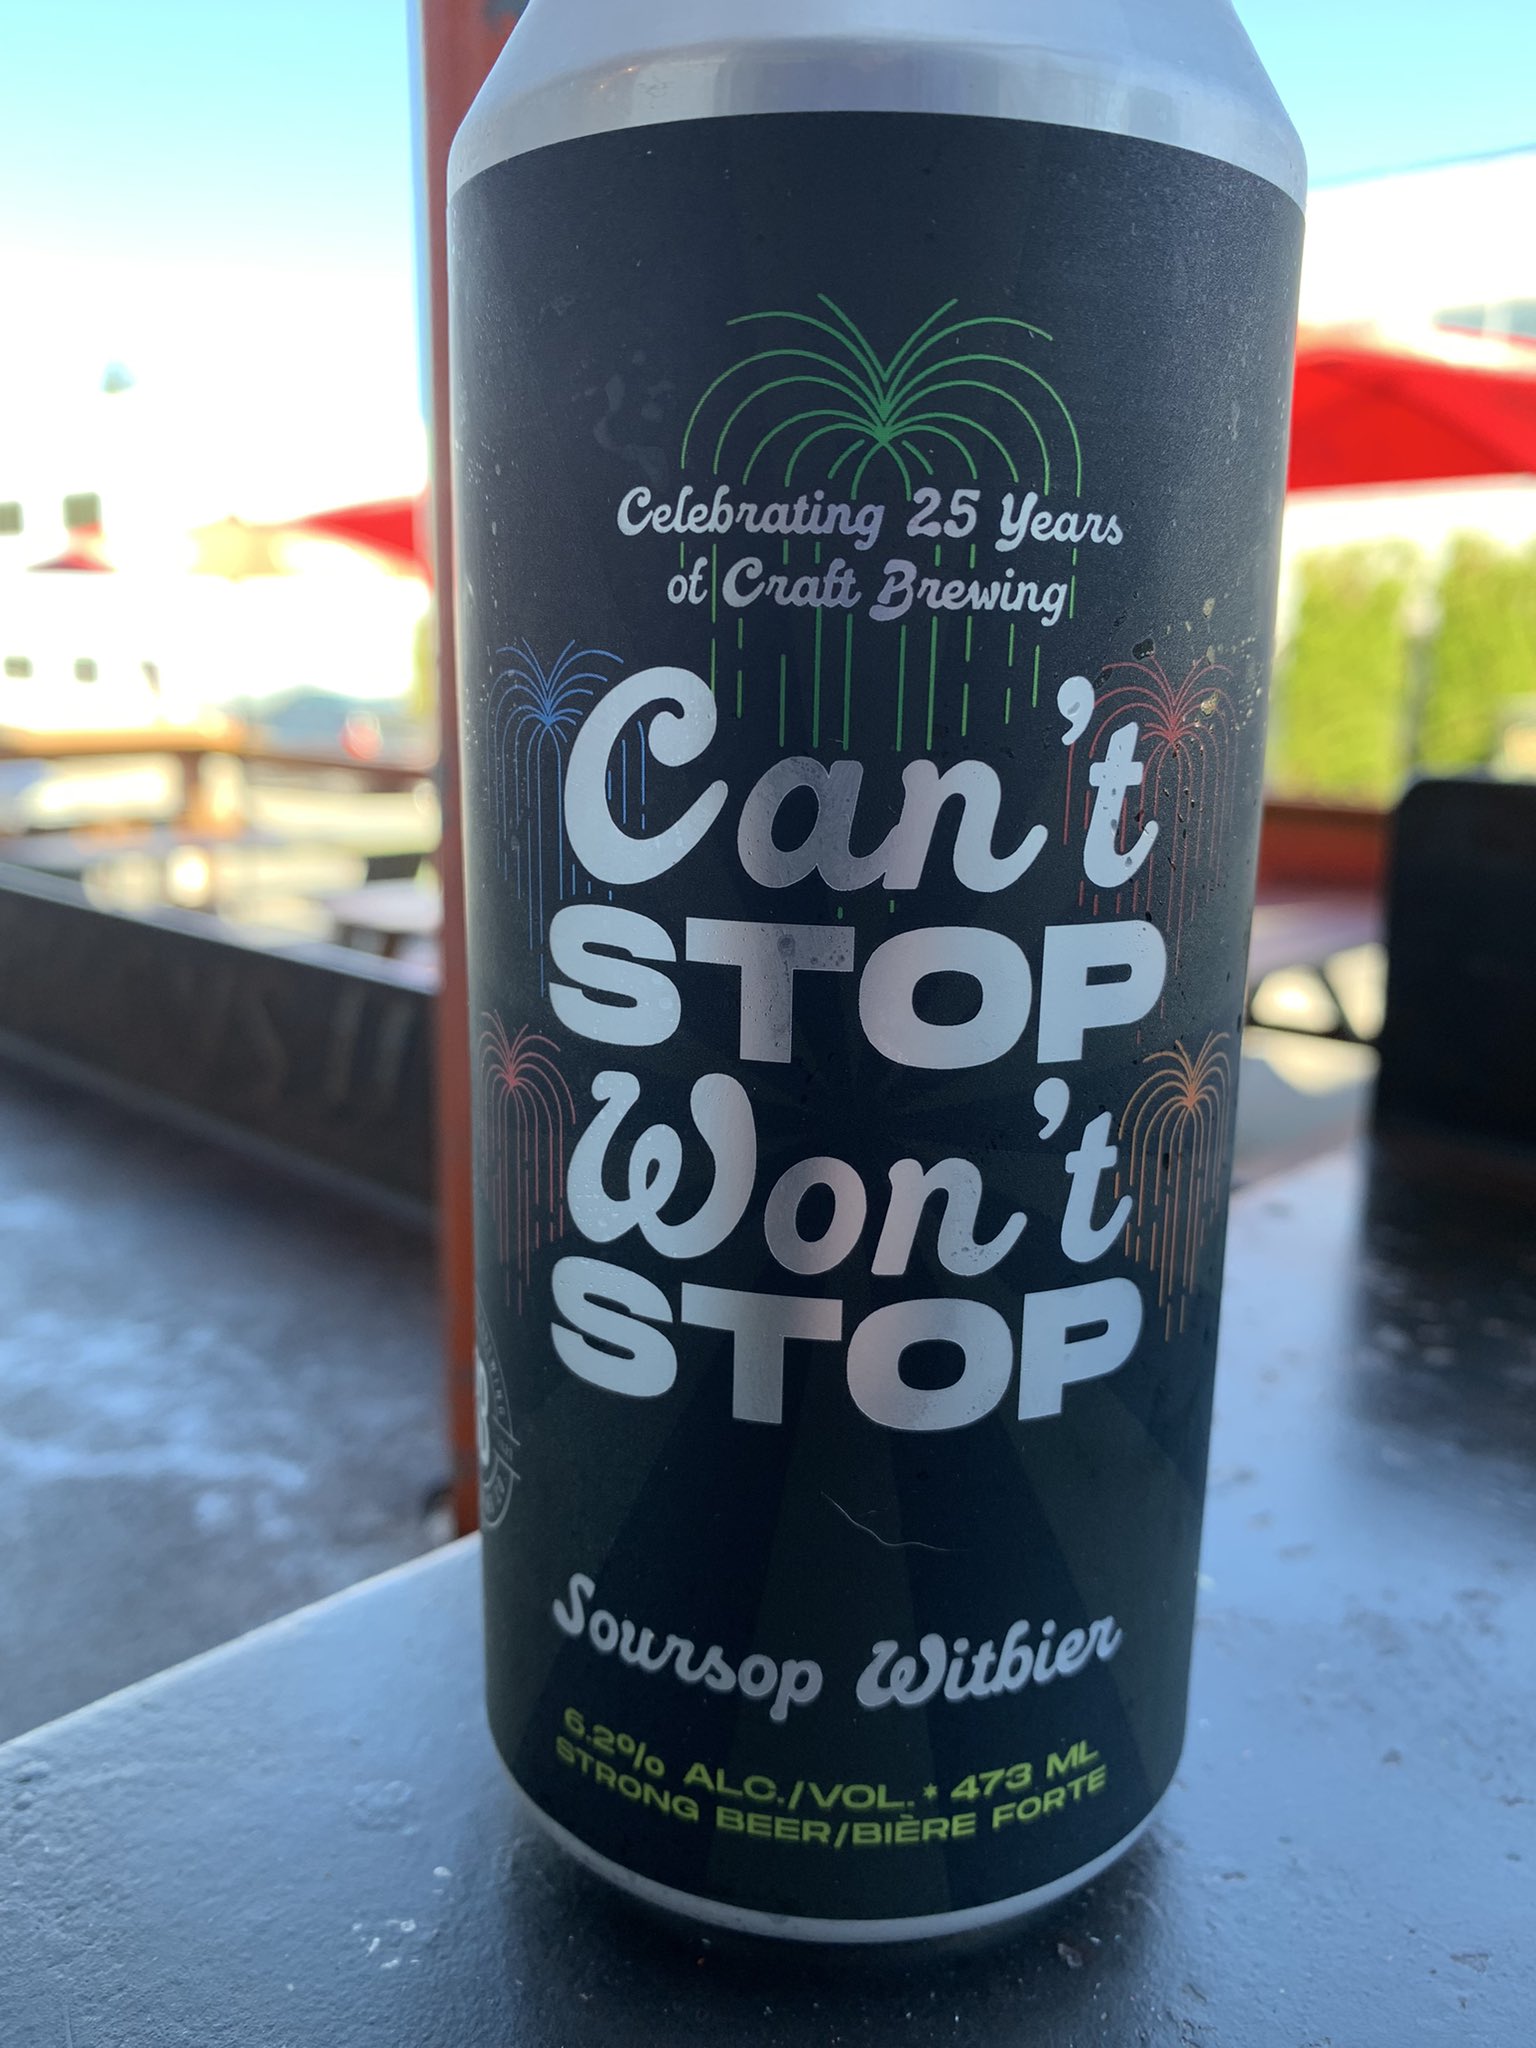 Celebrating 25 Years
of Craft Brewing
Can't
STOP
Won't
STOP
Soursop Witbier
6.2% ALC./VOL.* 473 ML
STRONG BEER/BIÈRE FORTE